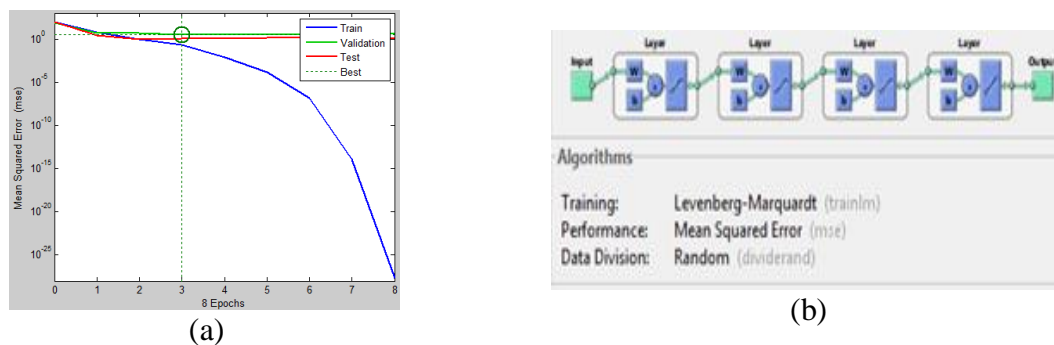 Train
Validation
Test
Best
Mean Squared Error (mse)
10^0
10^-5
10^-10
10^-15
10^-20
10^-25
0 1 2 3 4 5 6 7 8
8 Epochs
(a)
Layer Layer Layer Layer
Input Output
W W W W
b b b b
Algorithms
Training: Levenberg-Marquardt (trainlm)
Performance: Mean Squared Error (mse)
Data Division: Random (dividerand)
(b)